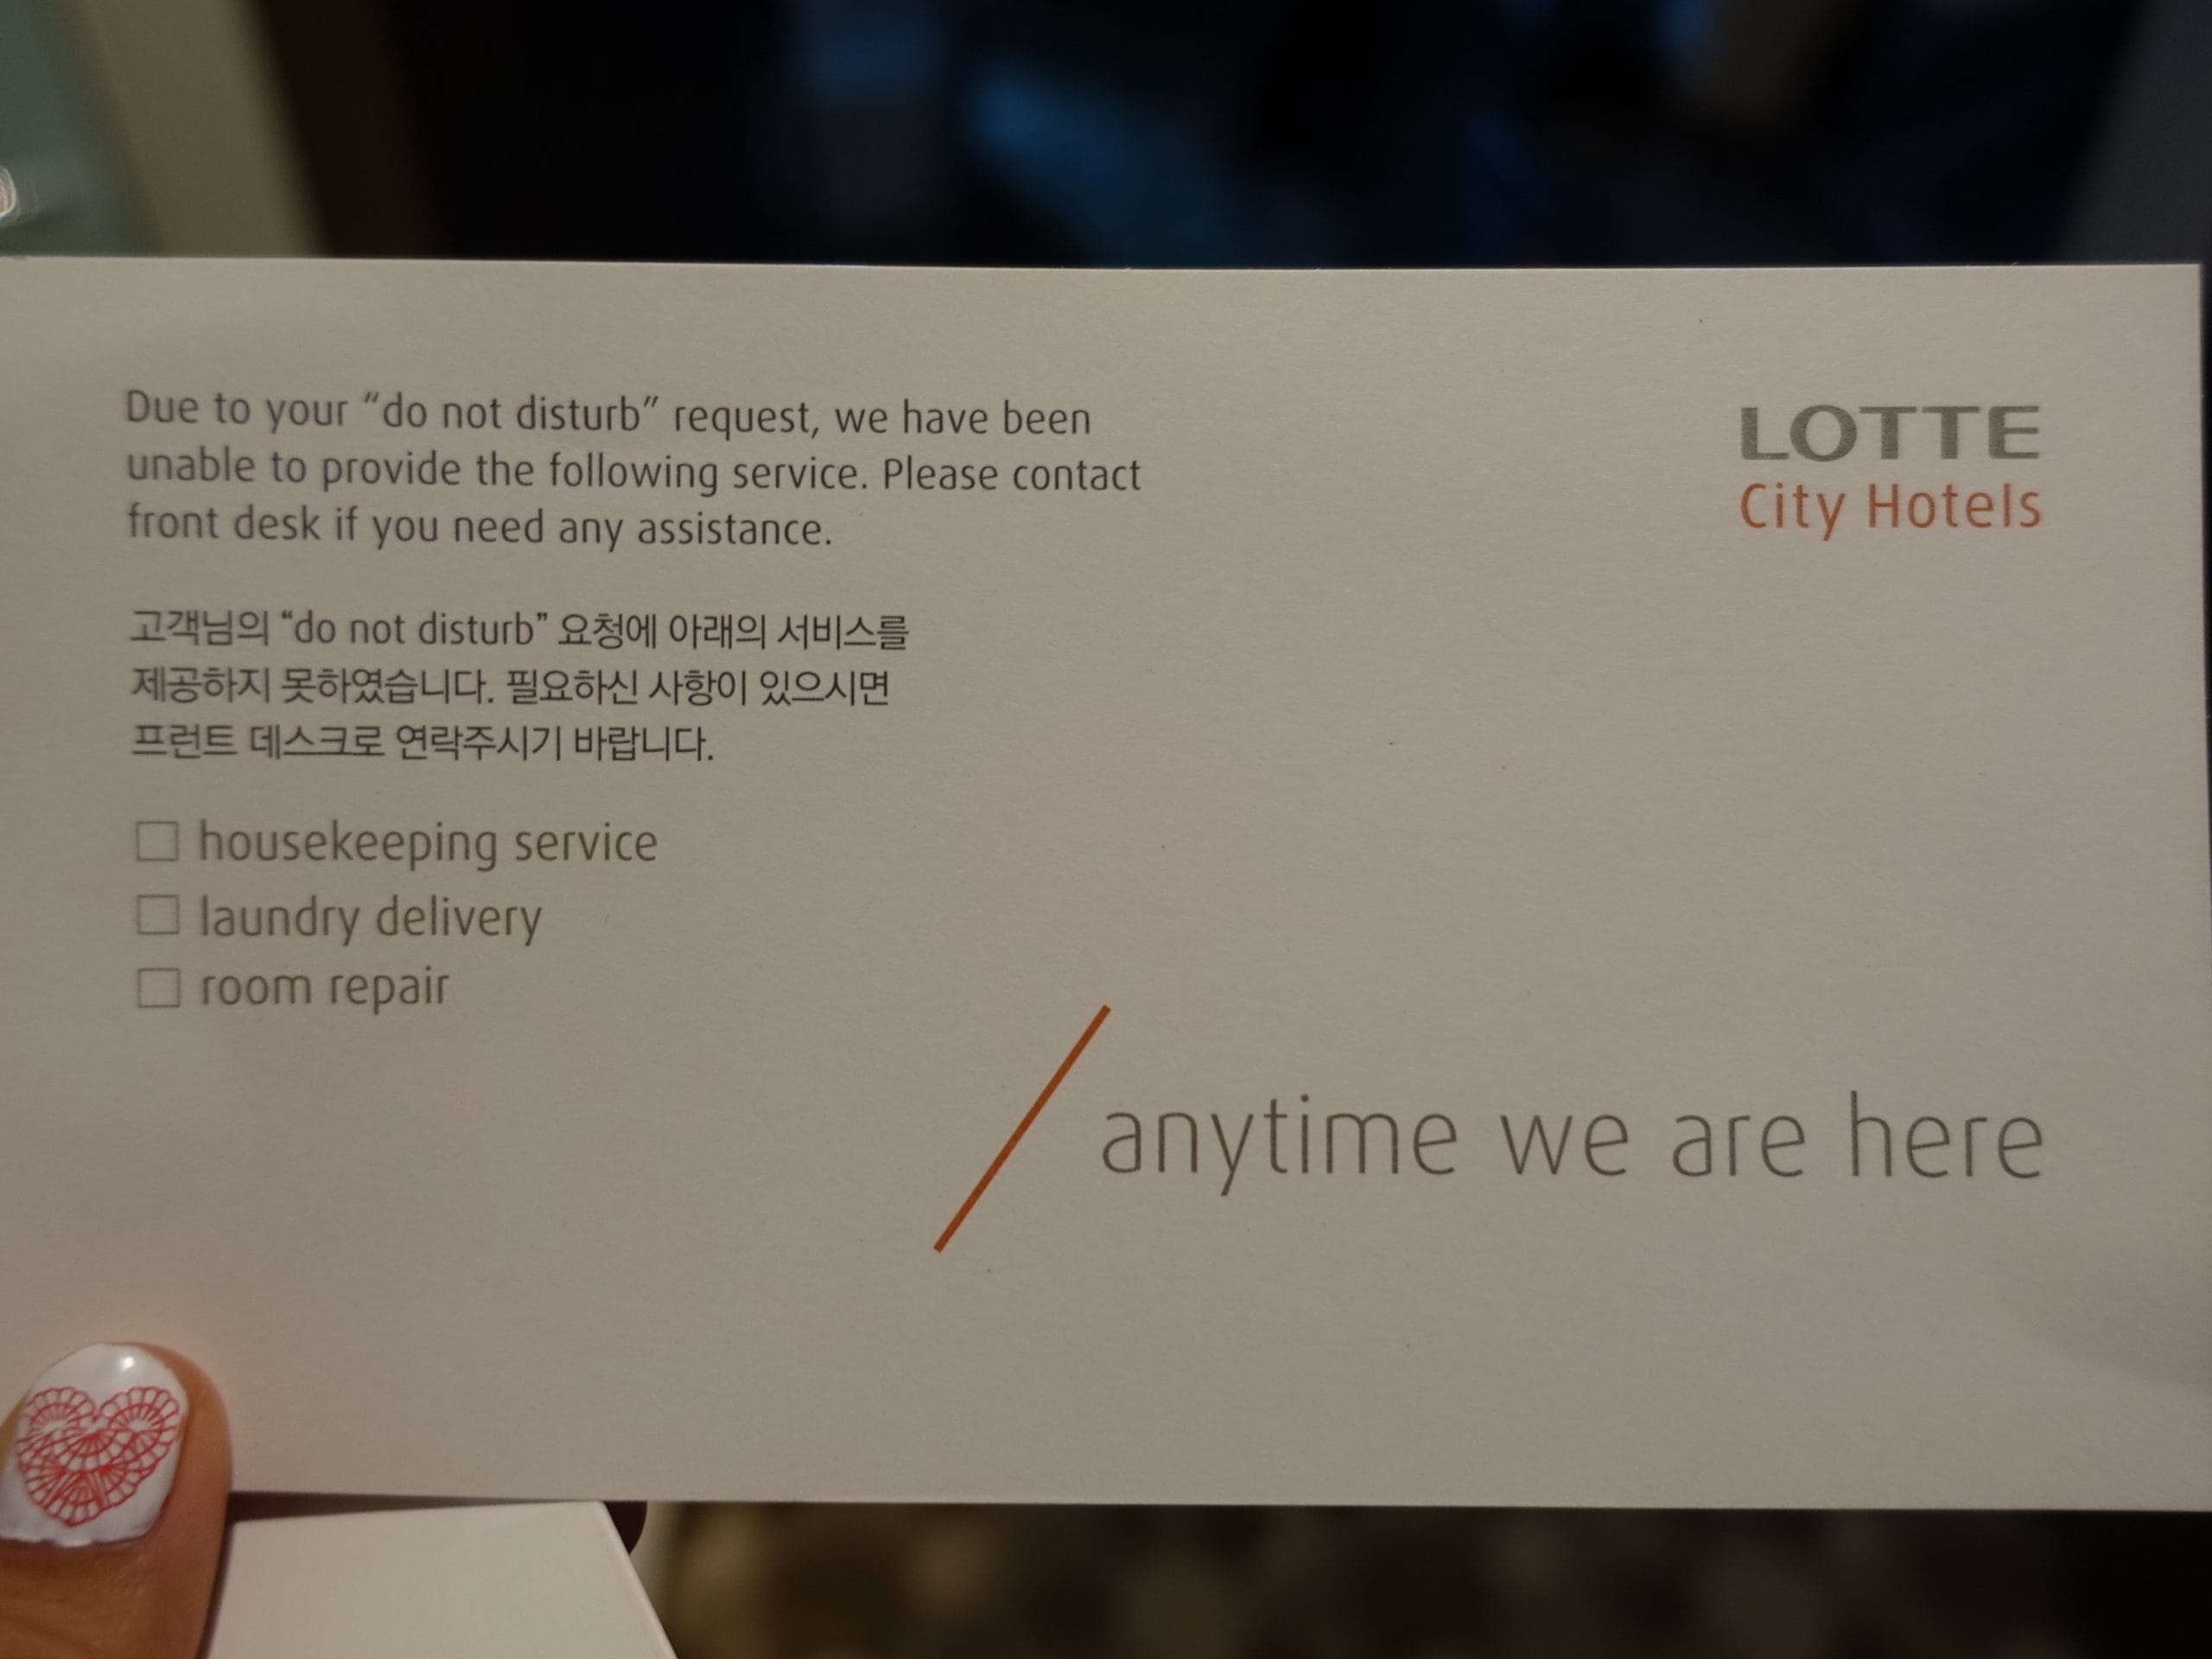 Due to your “do not disturb” request, we have been
unable to provide the following service. Please contact
front desk if you need any assistance.
고객님의 “do not disturb” 요청에 아래의 서비스를
제공하지 못하였습니다. 필요하신 사항이 있으시면
프런트 데스크로 연락주시기 바랍니다.
housekeeping service
laundry delivery
room repair
LOTTE
City Hotels
anytime we are here